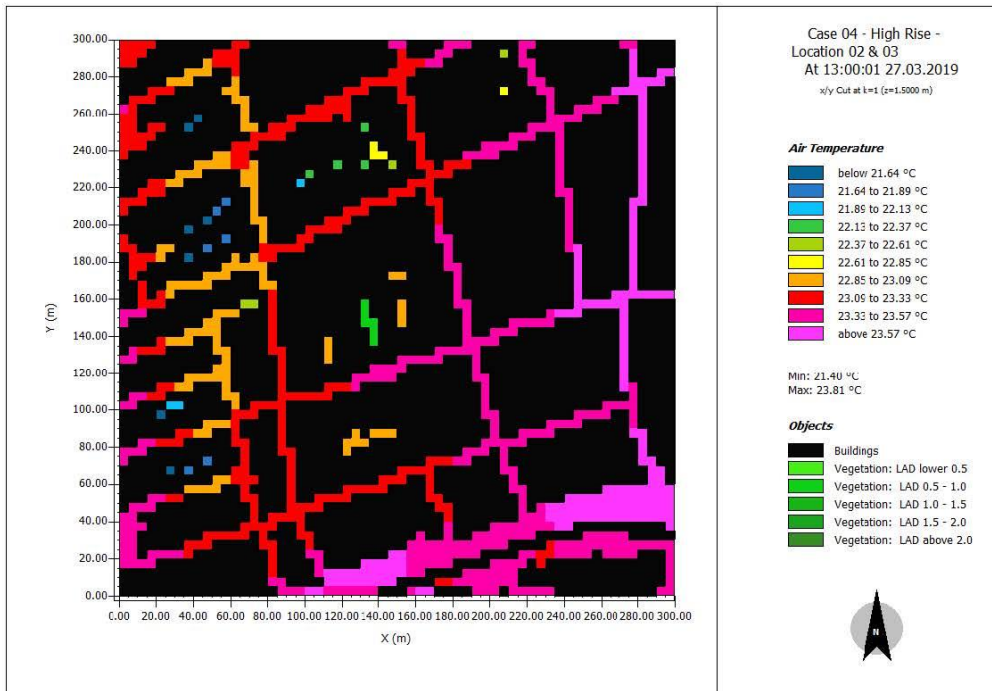 Case 04 - High Rise -
Location 02 & 03
At 13:00:01 27.03.2019
x/y Cut at k=1 (z=1.5000 m)
Air Temperature
below 21.64 °C
21.64 to 21.89 °C
21.89 to 22.13 °C
22.13 to 22.37 °C
22.37 to 22.61 °C
22.61 to 22.85 °C
22.85 to 23.09 °C
23.09 to 23.33 °C
23.33 to 23.57 °C
above 23.57 °C
Min: 21.40 °C
Max: 23.81 °C
Objects
Buildings
Vegetation: LAD lower 0.5
Vegetation: LAD 0.5 - 1.0
Vegetation: LAD 1.0 - 1.5
Vegetation: LAD 1.5 - 2.0
Vegetation: LAD above 2.0
N
300.00
280.00
260.00
240.00
220.00
200.00
180.00
160.00
140.00
120.00
100.00
80.00
60.00
40.00
20.00
0.00
Y (m)
0.00 20.00 40.00 60.00 80.00 100.00 120.00 140.00 160.00 180.00 200.00 220.00 240.00 260.00 280.00 300.00
X (m)